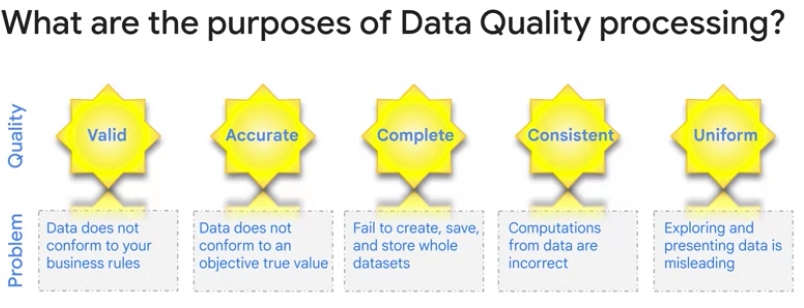 What are the purposes of Data Quality processing?
Quality
Valid
Accurate
Complete
Consistent
Uniform
Problem
Data does not
conform to your
business rules
Data does not
conform to an
objective true value
Fail to create, save,
and store whole
datasets
Computations
from data are
incorrect
Exploring and
presenting data is
misleading